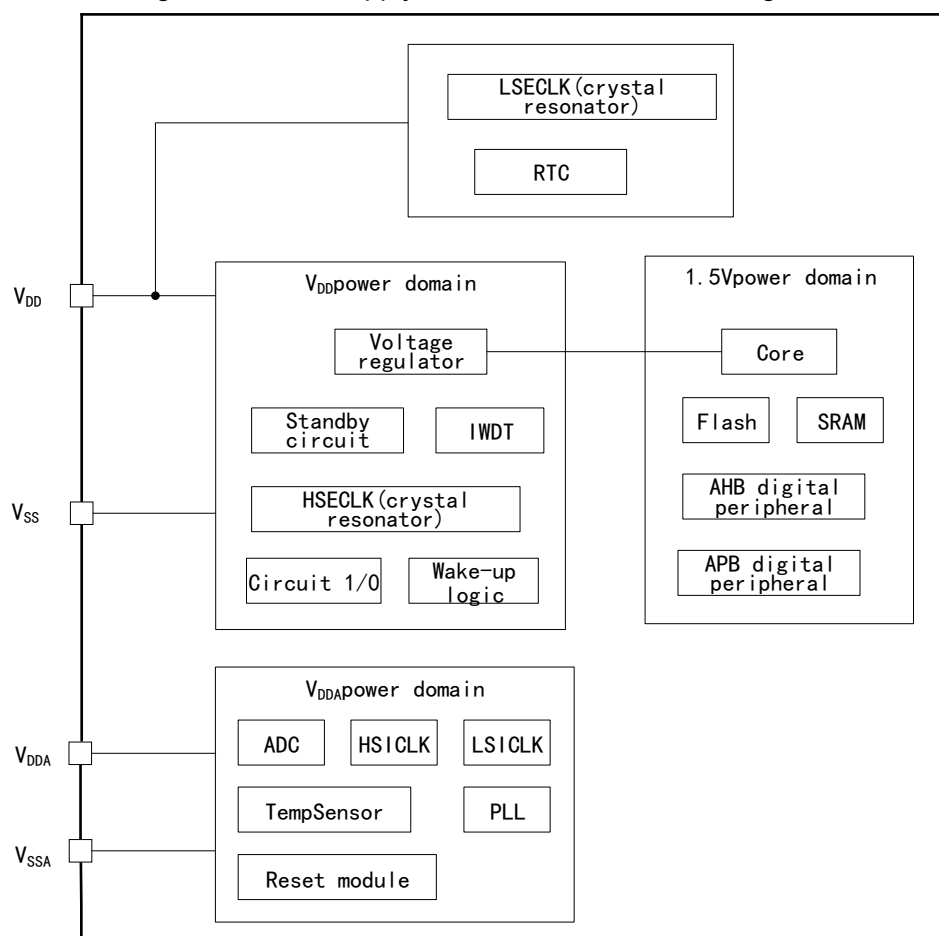 LSECLK(crystal
resonator)
RTC
VDD
VDDpower domain
Voltage
regulator
Standby
circuit
IWDT
HSECLK(crystal
resonator)
Circuit 1/0
Wake-up
logic
1.5Vpower domain
Core
Flash
SRAM
AHB digital
peripheral
APB digital
peripheral
VSS
VDDApower domain
ADC
HSICLK
LSICLK
TempSensor
PLL
Reset module
VDDA
VSSA